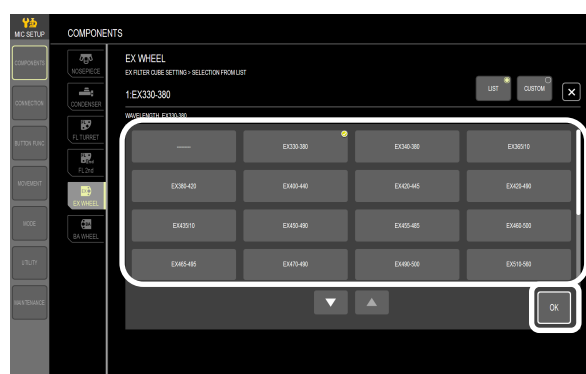 MIC SETUP
COMPONENTS
COMPONENTS
CONNECTION
BUTTON FUNC
MOVEMENT
MODE
UTILITY
MAINTENANCE
NOSEPIECE
CONDENSER
FL TURRET
FL 2nd
EX WHEEL
BA WHEEL
EX WHEEL
EX FILTER CUBE SETTING > SELECTION FROM LIST
1:EX330-380
LIST
CUSTOM
WAVELENGTH: EX330-380
EX330-380
EX340-380
EX365/10
EX380-420
EX400-440
EX420-445
EX420-490
EX435/10
EX450-490
EX455-485
EX460-500
EX465-495
EX470-490
EX490-500
EX510-560
OK